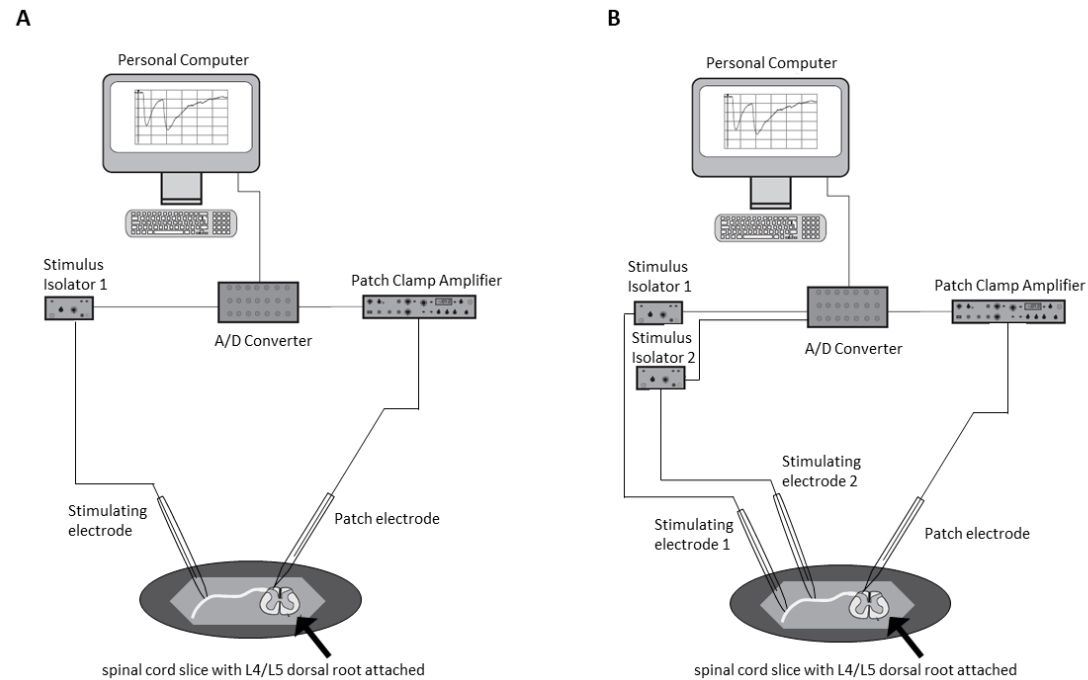 A
Personal Computer
Stimulus
Isolator 1
Patch Clamp Amplifier
A/D Converter
Stimulating
electrode
Patch electrode
spinal cord slice with L4/L5 dorsal root attached
B
Personal Computer
Stimulus
Isolator 1
Patch Clamp Amplifier
Stimulus
Isolator 2
A/D Converter
Stimulating
electrode 2
Stimulating
electrode 1
Patch electrode
spinal cord slice with L4/L5 dorsal root attached